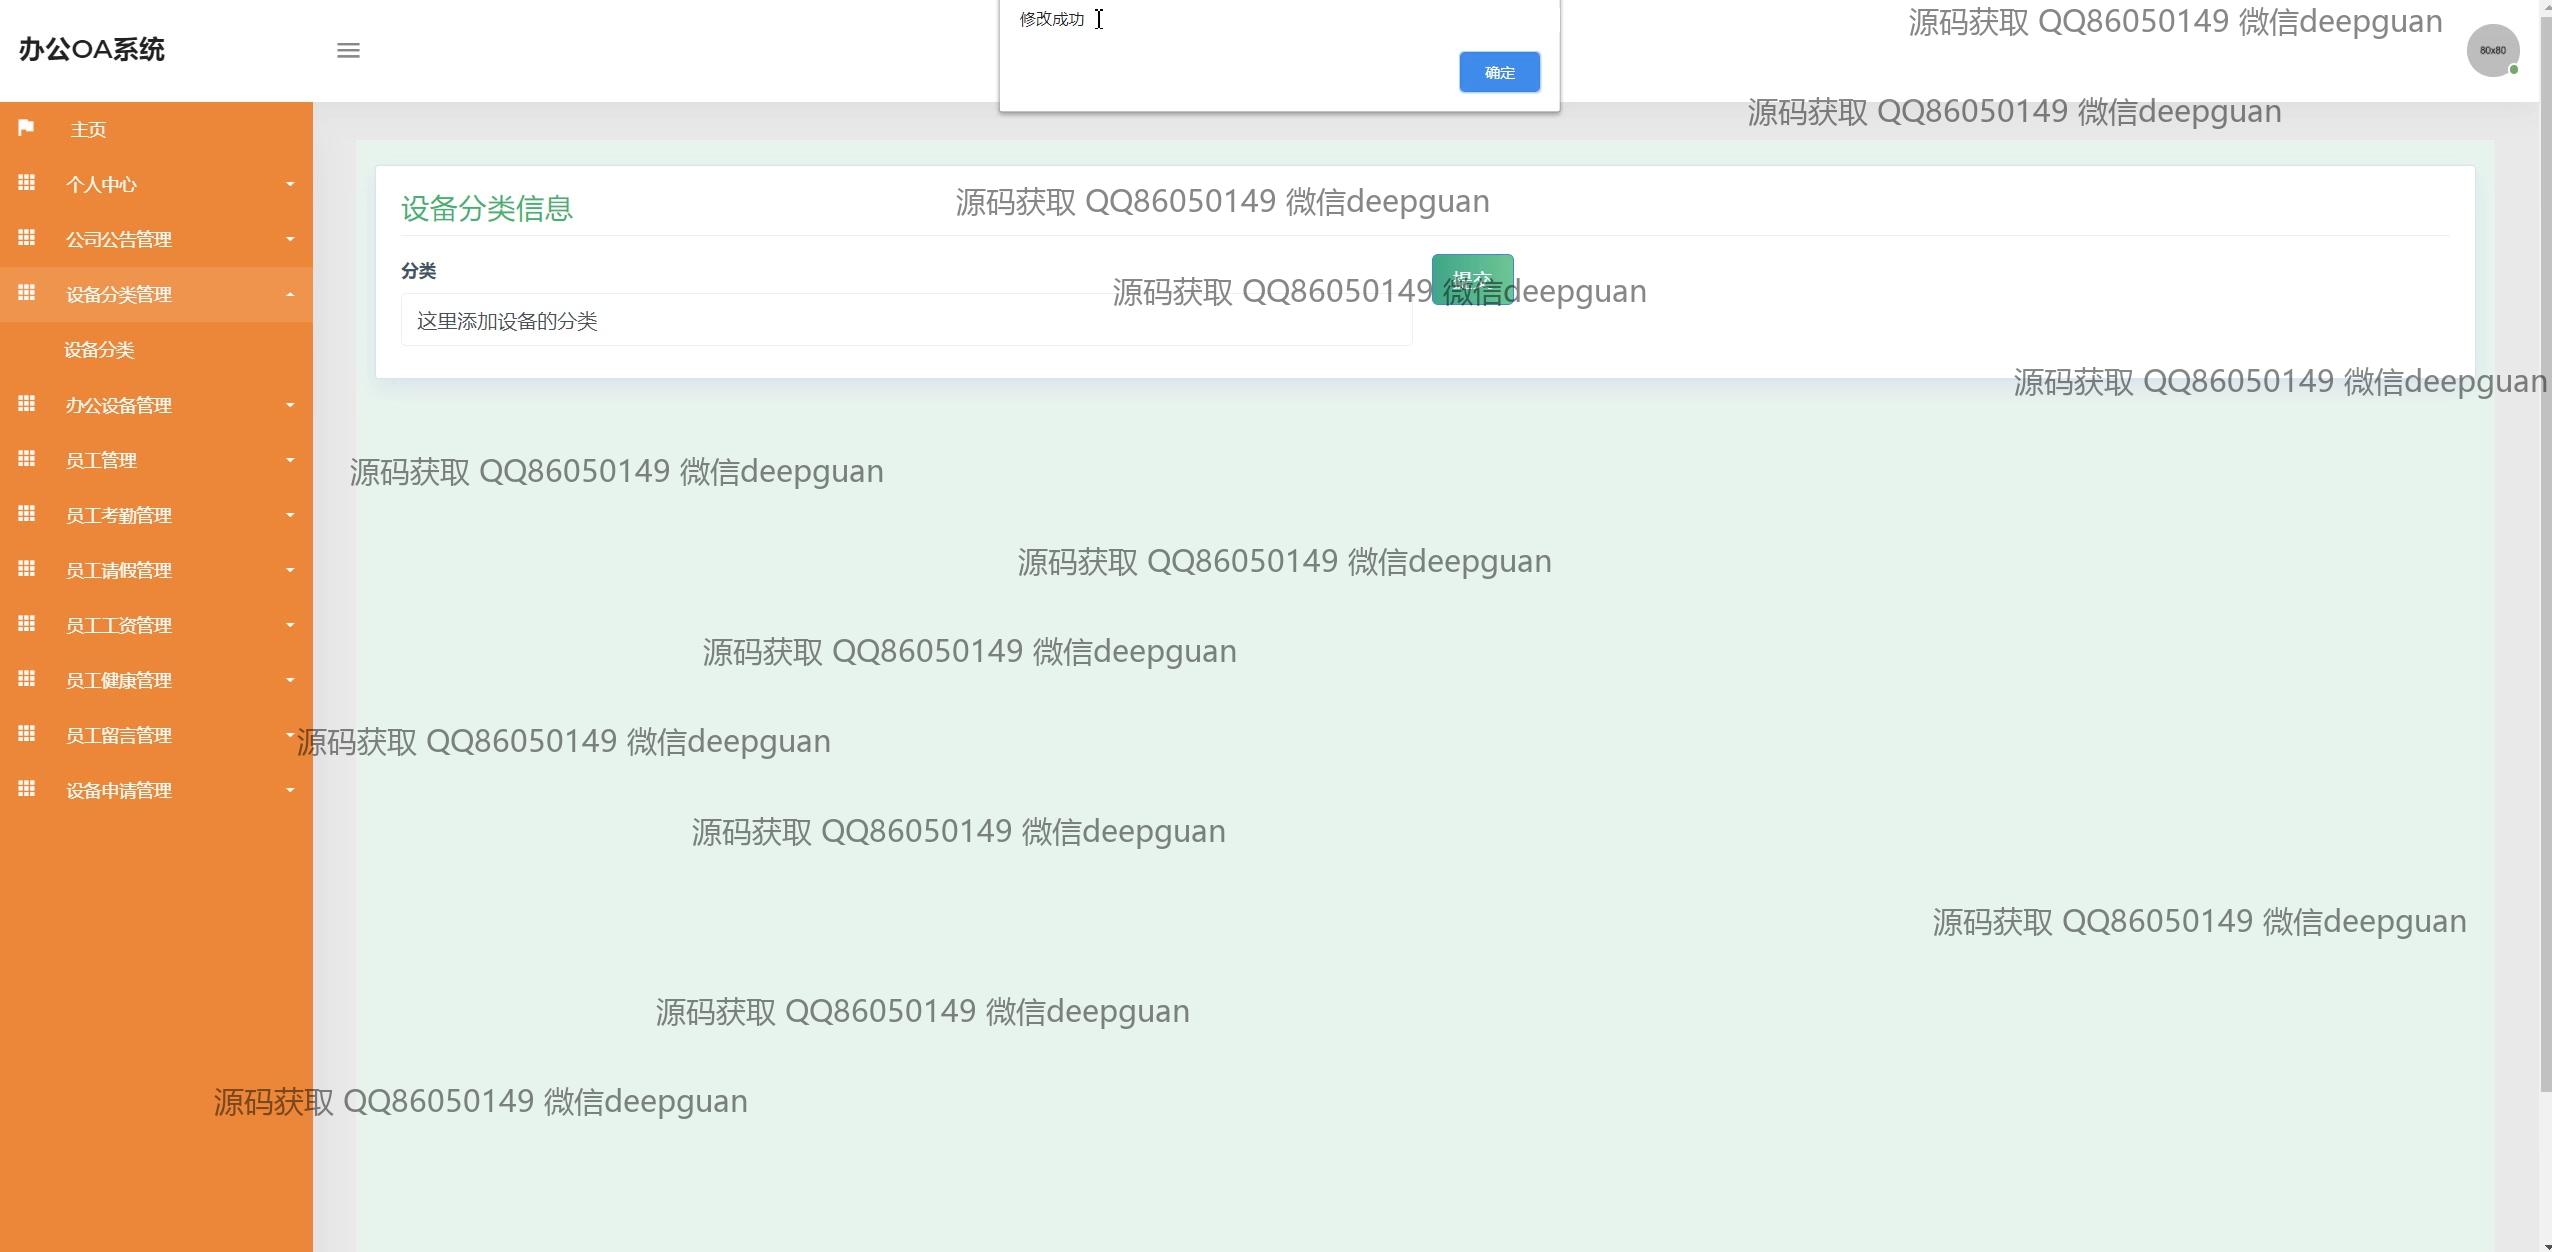 修改成功
确定
源码获取 QQ86050149 微信deepguan
办公OA系统
80x80
源码获取 QQ86050149 微信deepguan
主页
个人中心
公司公告管理
设备分类管理
设备分类
办公设备管理
员工管理
员工考勤管理
员工请假管理
员工工资管理
员工健康管理
员工留言管理
设备申请管理
设备分类信息
源码获取 QQ86050149 微信deepguan
分类
提交
源码获取 QQ86050149 微信deepguan
这里添加设备的分类
源码获取 QQ86050149 微信deepguan
源码获取 QQ86050149 微信deepguan
源码获取 QQ86050149 微信deepguan
源码获取 QQ86050149 微信deepguan
源码获取 QQ86050149 微信deepguan
源码获取 QQ86050149 微信deepguan
源码获取 QQ86050149 微信deepguan
源码获取 QQ86050149 微信deepguan
源码获取 QQ86050149 微信deepguan